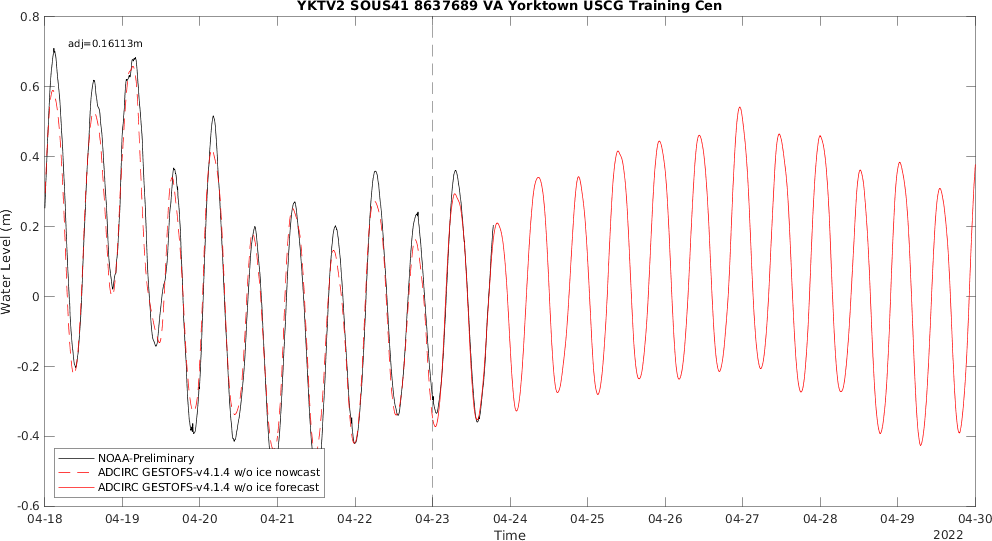 YKTV2 SOUS41 8637689 VA Yorktown USCG Training Cen
adj=0.16113m
0.8
0.6
0.4
0.2
0
-0.2
-0.4
-0.6
Water Level (m)
NOAA-Preliminary
ADCIRC GESTOFS-v4.1.4 w/o ice nowcast
ADCIRC GESTOFS-v4.1.4 w/o ice forecast
04-18 04-19 04-20 04-21 04-22 04-23 04-24 04-25 04-26 04-27 04-28 04-29 04-30
Time
2022